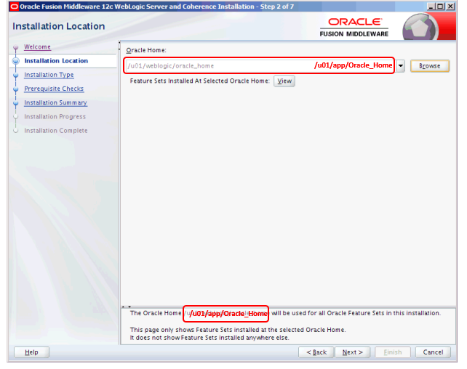 Oracle Fusion Middleware 12c WebLogic Server and Coherence Installation - Step 2 of 7
Installation Location
ORACLE
FUSION MIDDLEWARE
Welcome
Installation Location
Installation Type
Prerequisite Checks
Installation Summary
Installation Progress
Installation Complete
Oracle Home:
/u01/weblogic/oracle_home /u01/app/Oracle_Home
Browse
Feature Sets Installed At Selected Oracle Home: View
The Oracle Home /u01/app/Oracle_Home will be used for all Oracle Feature Sets in this installation.
This page only shows Feature Sets installed at the selected Oracle Home.
It does not show Feature Sets installed anywhere else.
Help
< Back Next > Finish Cancel